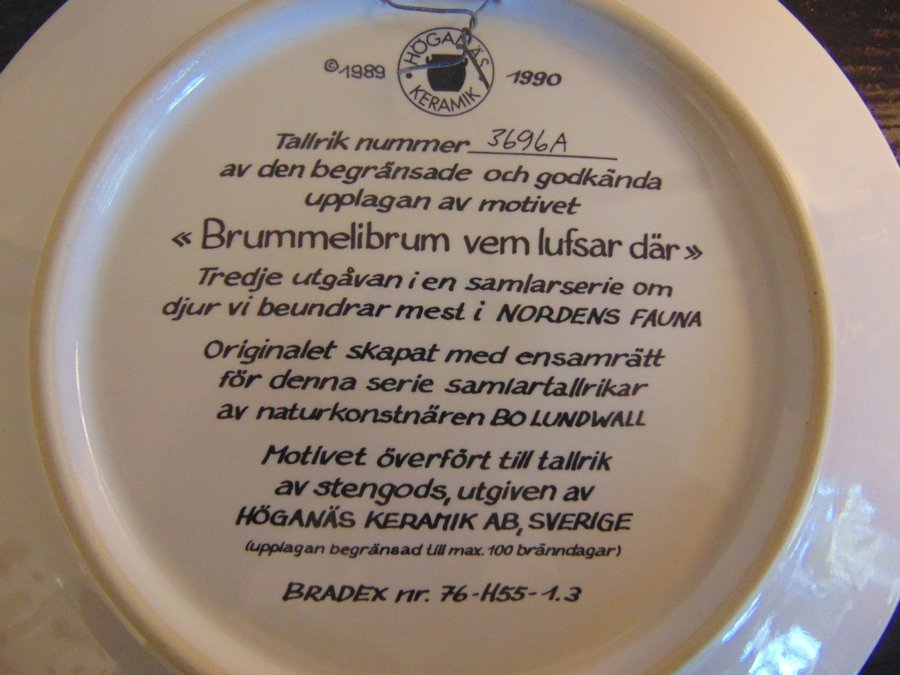 ©1989 HÖGANÄS KERAMIK 1990
Tallrik nummer 3696A
av den begränsade och godkända
upplagan av motivet
« Brummelibrum vem lufsar där »
Tredje utgåvan i en samlarserie om
djur vi beundrar mest i NORDENS FAUNA
Originalet skapat med ensamrätt
för denna serie samlartallrikar
av naturkonstnären BO LUNDWALL
Motivet överfört till tallrik
av stengods, utgiven av
HÖGANÄS KERAMIK AB, SVERIGE
(upplagan begränsad till max. 100 bränndagar)
BRADEX nr. 76-H55-1.3